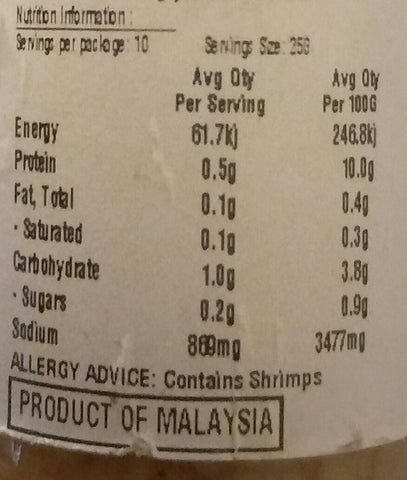 Nutrition Information :
Servings per package: 10 Servings Size: 25G
Avg Qty Avg Qty
Per Serving Per 100G
Energy 61.7kj 246.8kj
Protein 0.5g 10.0g
Fat, Total 0.1g 0.4g
· Saturated 0.1g 0.3g
Carbohydrate 1.0g 3.8g
· Sugars 0.2g 0.9g
Sodium 869mg 3477mg
ALLERGY ADVICE: Contains Shrimps
PRODUCT OF MALAYSIA